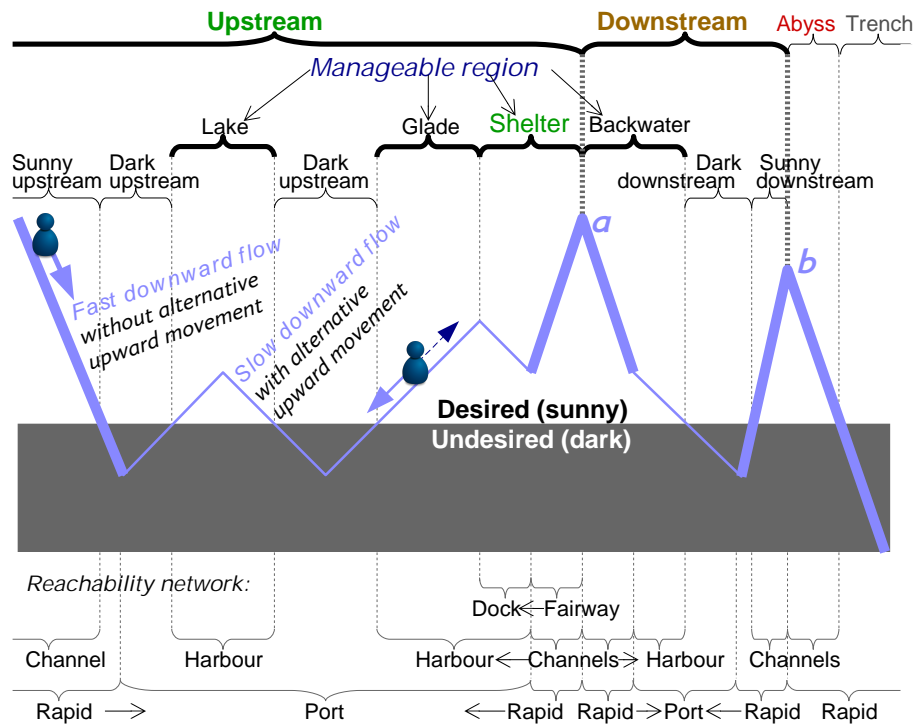 Upstream
Downstream
Abyss
Trench
Manageable region
Lake
Glade
Shelter
Backwater
Sunny
upstream
Dark
upstream
Dark
upstream
Dark
downstream
Sunny
downstream
a
b
Fast downward flow
without alternative
upward movement
Slow downward flow
with alternative
upward movement
Desired (sunny)
Undesired (dark)
Reachability network:
Dock
Fairway
Channel
Harbour
Harbour
Channels
Harbour
Channels
Rapid
Port
Rapid
Rapid
Port
Rapid
Rapid